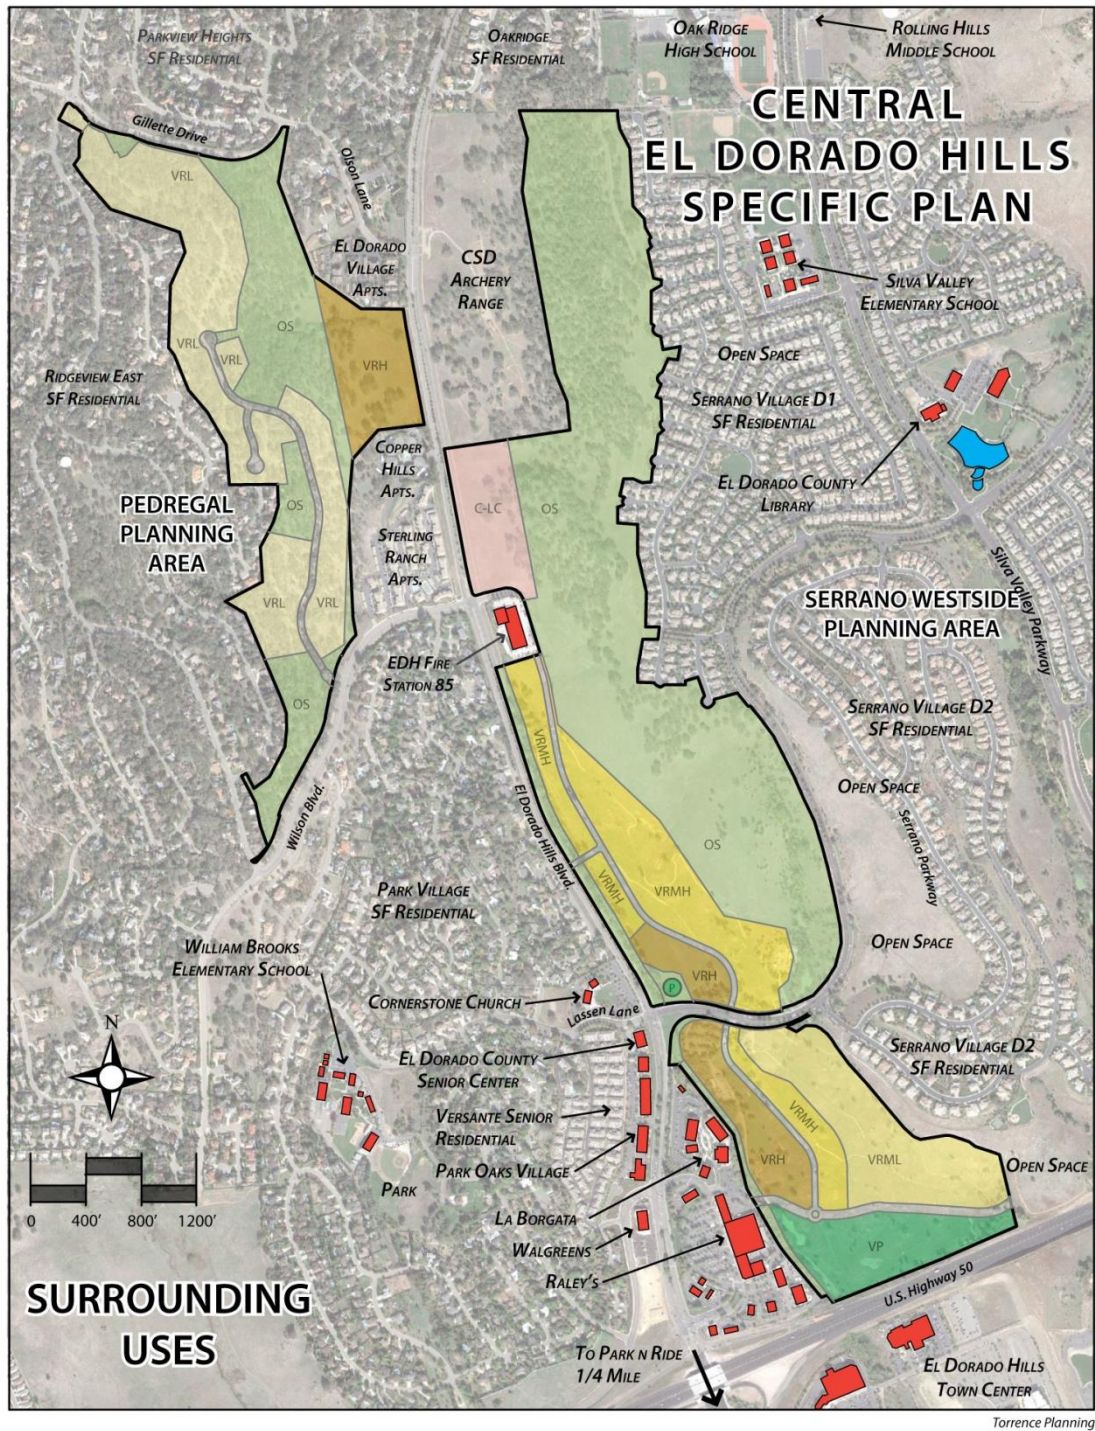 PARKVIEW HEIGHTS
SF RESIDENTIAL
OAKRIDGE
SF RESIDENTIAL
OAK RIDGE
HIGH SCHOOL
ROLLING HILLS
MIDDLE SCHOOL
CENTRAL
EL DORADO HILLS
SPECIFIC PLAN
Gillette Drive
VRL
Olson Lane
EL DORADO
VILLAGE
APTS.
CSD
ARCHERY
RANGE
SILVA VALLEY
ELEMENTARY SCHOOL
OS
VRL
VRL
VRH
OPEN SPACE
RIDGEVIEW EAST
SF RESIDENTIAL
SERRANO VILLAGE D1
SF RESIDENTIAL
COPPER
HILLS
APTS.
EL DORADO COUNTY
LIBRARY
PEDREGAL
PLANNING
AREA
OS
C-LC
OS
STERLING
RANCH
APTS.
Silva Valley Parkway
VRL
VRL
SERRANO WESTSIDE
PLANNING AREA
EDH FIRE
STATION 85
OS
SERRANO VILLAGE D2
SF RESIDENTIAL
VRMH
OPEN SPACE
Wilson Blvd.
El Dorado Hills Blvd.
Serrano Parkway
OS
PARK VILLAGE
SF RESIDENTIAL
VRMH
VRMH
WILLIAM BROOKS
ELEMENTARY SCHOOL
OPEN SPACE
VRH
P
CORNERSTONE CHURCH
Lassen Lane
N
EL DORADO COUNTY
SENIOR CENTER
SERRANO VILLAGE D2
SF RESIDENTIAL
VERSANTE SENIOR
RESIDENTIAL
VRMH
PARK OAKS VILLAGE
VRH
VRML
OPEN SPACE
PARK
0 400' 800' 1200'
LA BORGATA
WALGREENS
VP
RALEY'S
U.S. Highway 50
SURROUNDING
USES
TO PARK N RIDE
1/4 MILE
EL DORADO HILLS
TOWN CENTER
Torrence Planning